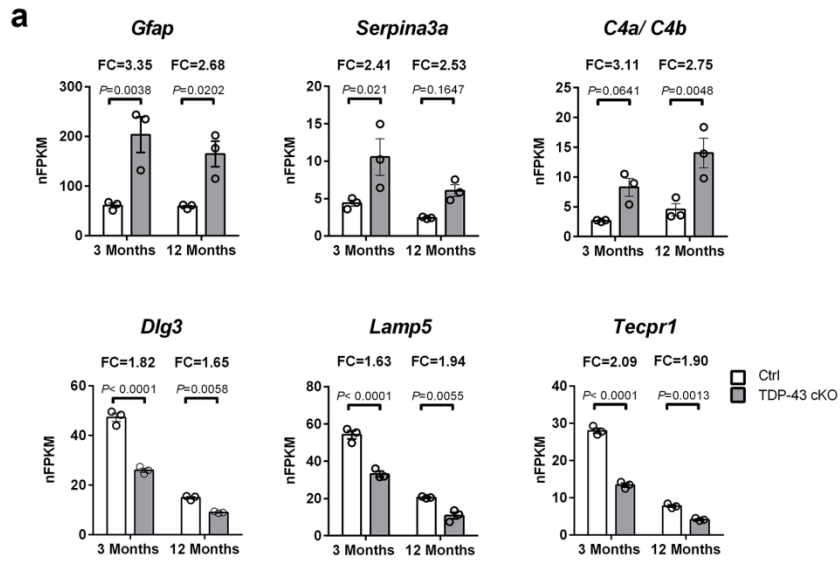 a
Gfap
FC=3.35 FC=2.68
P=0.0038 P=0.0202
300
200
100
0
nFPKM
3 Months 12 Months
Serpina3a
FC=2.41 FC=2.53
P=0.021 P=0.1647
20
15
10
5
0
nFPKM
3 Months 12 Months
C4a/ C4b
FC=3.11 FC=2.75
P=0.0641 P=0.0048
25
20
15
10
5
0
nFPKM
3 Months 12 Months
Dlg3
FC=1.82 FC=1.65
P< 0.0001 P=0.0058
60
40
20
0
nFPKM
3 Months 12 Months
Lamp5
FC=1.63 FC=1.94
P< 0.0001 P=0.0055
80
60
40
20
0
nFPKM
3 Months 12 Months
Tecpr1
FC=2.09 FC=1.90
P< 0.0001 P=0.0013
40
30
20
10
0
nFPKM
3 Months 12 Months
Ctrl
TDP-43 cKO